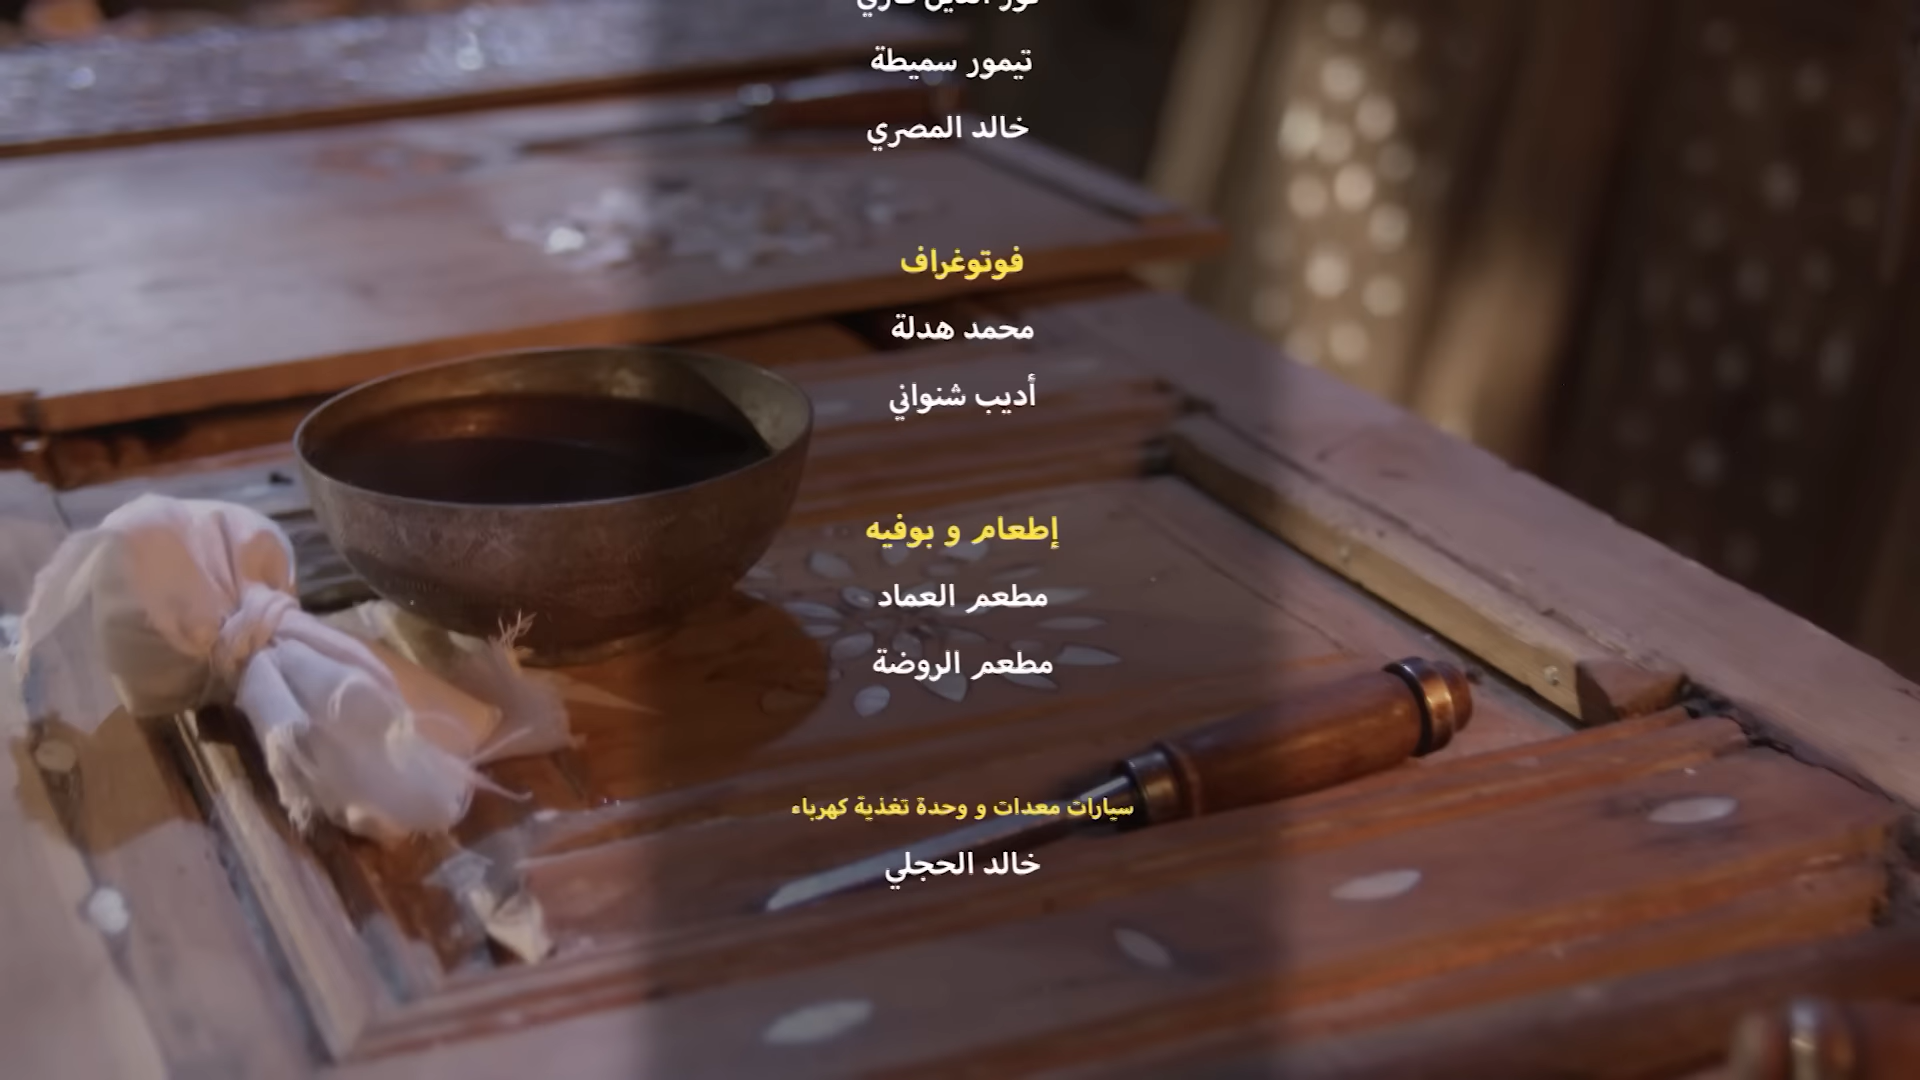 تيمور سميطة
خالد المصري
فوتوغراف
محمد هدلة
أديب شنواني
إطعام و بوفيه
مطعم العماد
مطعم الروضة
سيارات معدات و وحدة تغذية كهرباء
خالد الحجلي